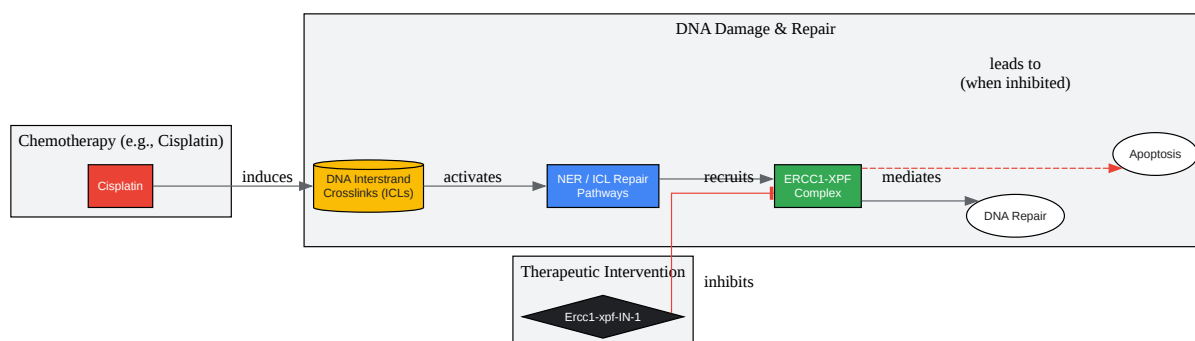 DNA Damage & Repair
leads to
(when inhibited)
Chemotherapy (e.g., Cisplatin)
Cisplatin
induces
DNA Interstrand
Crosslinks (ICLs)
activates
NER / ICL Repair
Pathways
recruits
ERCC1-XPF
Complex
mediates
Apoptosis
DNA Repair
Therapeutic Intervention
inhibits
Ercc1-xpf-IN-1